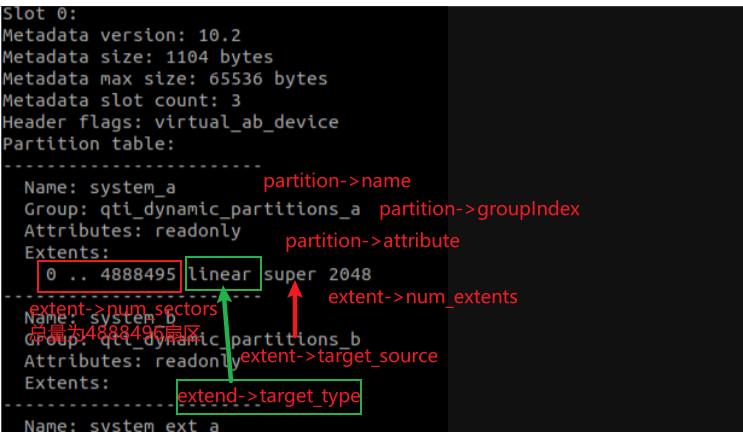 Slot 0:
Metadata version: 10.2
Metadata size: 1104 bytes
Metadata max size: 65536 bytes
Metadata slot count: 3
Header flags: virtual_ab_device
Partition table:
------------------------
Name: system_a
partition->name
Group: qti_dynamic_partitions_a
partition->groupIndex
Attributes: readonly
partition->attribute
Extents:
0 .. 4888495 linear super 2048
------------------------
extent->num_extents
extent->num_sectors
Name: system_b
总量为4888496扇区
Group: qti_dynamic_partitions_b
extent->target_source
Attributes: readonly
Extents:
extend->target_type
------------------------
Name: system_ext_a